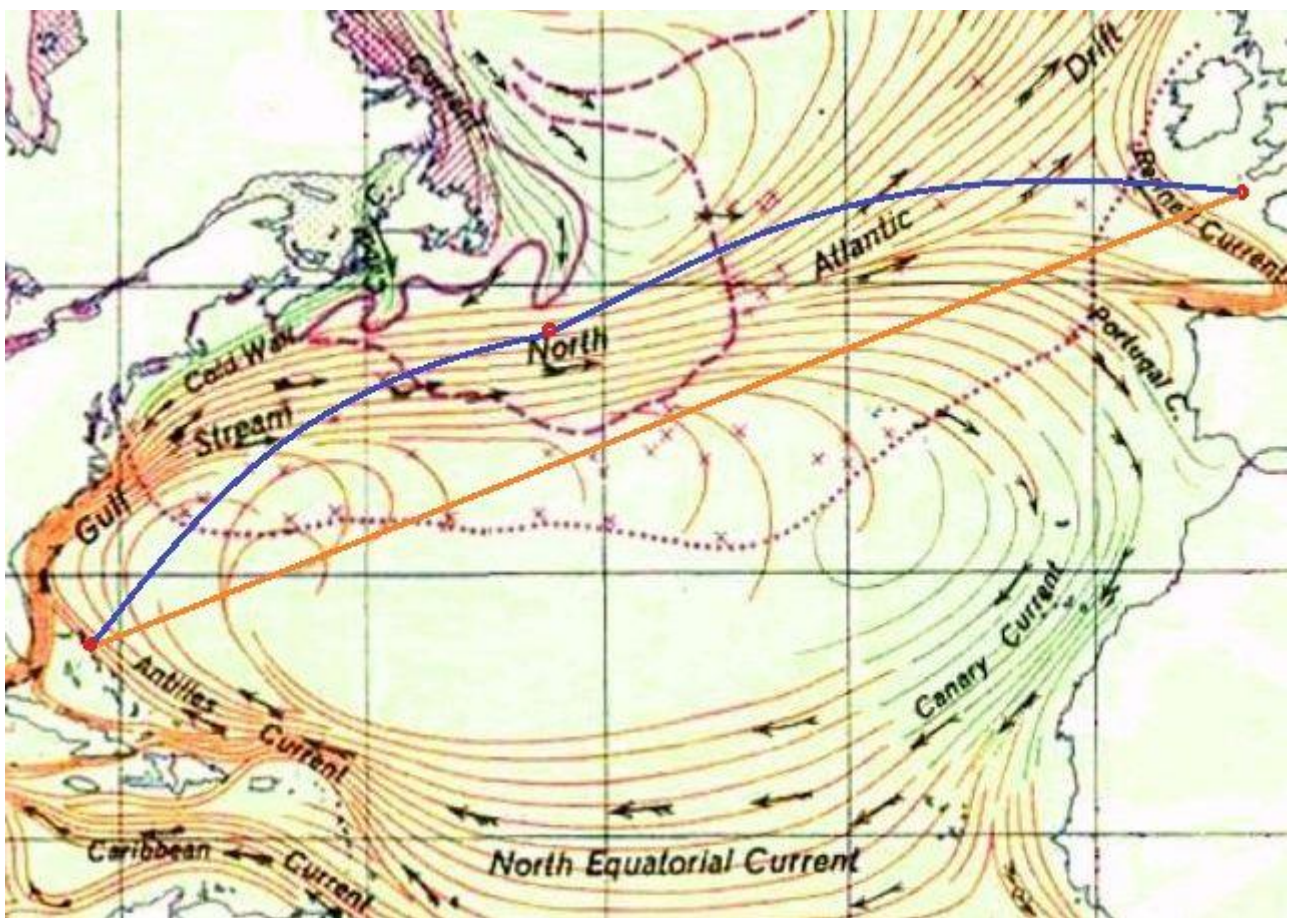 Current
Drift
Rennel Current
Atlantic
Cold Wall
North
Stream
Portugal C.
Gulf
Canary Current
Antilles
Current
Caribbean
Current
North Equatorial Current